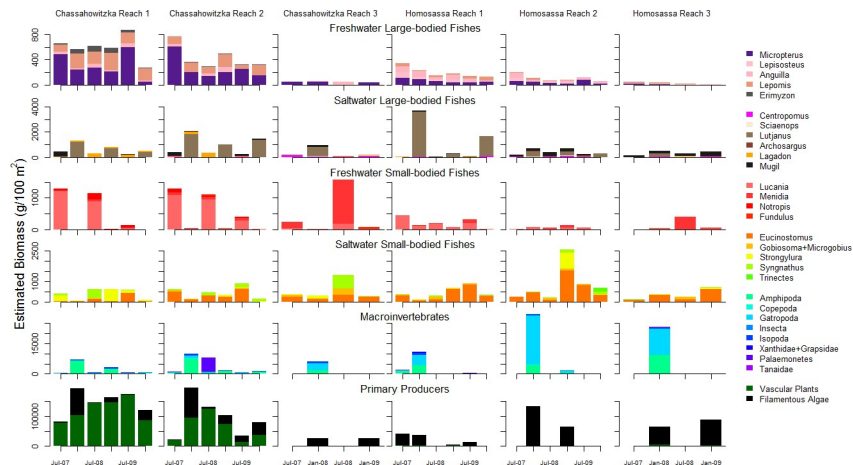 Chassahowitzka Reach 1 Chassahowitzka Reach 2 Chassahowitzka Reach 3 Homosassa Reach 1 Homosassa Reach 2 Homosassa Reach 3
Freshwater Large-bodied Fishes
800
400
0
Micropterus
Lepisosteus
Anguilla
Lepomis
Erimyzon
Saltwater Large-bodied Fishes
4000
2000
0
Centropomus
Sciaenops
Lutjanus
Archosargus
Lagadon
Mugil
Freshwater Small-bodied Fishes
1000
0
Lucania
Menidia
Notropis
Fundulus
Saltwater Small-bodied Fishes
2500
1000
0
Eucinostomus
Gobiosoma+Microgobius
Strongylura
Syngnathus
Trinectes
Macroinvertebrates
15000
0
Amphipoda
Copepoda
Gatropoda
Insecta
Isopoda
Xanthidae+Grapsidae
Palaemonetes
Tanaidae
Primary Producers
100000
0
Vascular Plants
Filamentous Algae
Estimated Biomass (g/100 m²)
Jul-07 Jul-08 Jul-09 Jul-07 Jul-08 Jul-09 Jul-07 Jan-08 Jul-08 Jan-09 Jul-07 Jul-08 Jul-09 Jul-07 Jul-08 Jul-09 Jul-07 Jan-08 Jul-08 Jan-09